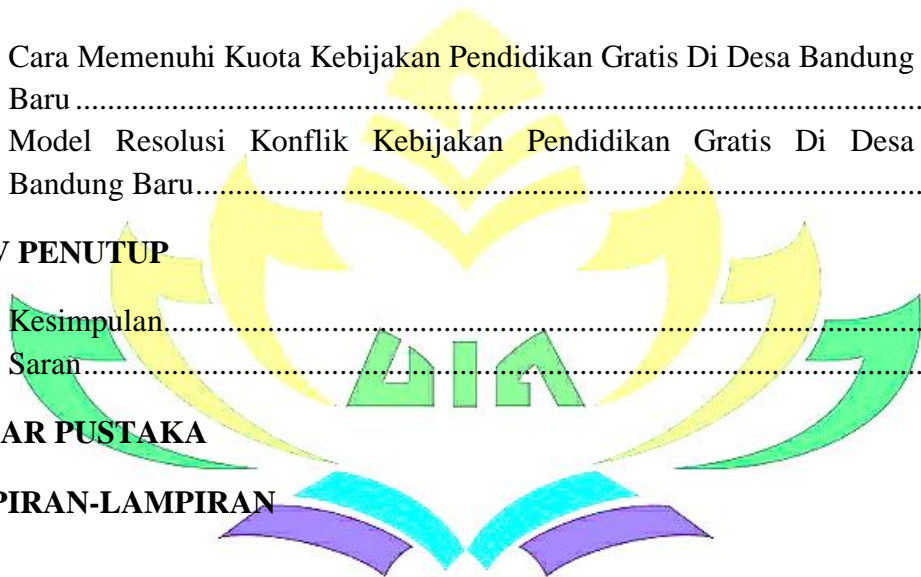 Cara Memenuhi Kuota Kebijakan Pendidikan Gratis Di Desa Bandung
Baru............................................................................................................
Model Resolusi Konflik Kebijakan Pendidikan Gratis Di Desa
Bandung Baru............................................................................................
PENUTUP
Kesimpulan................................................................................................
Saran..........................................................................................................
AR PUSTAKA
PIRAN-LAMPIRAN